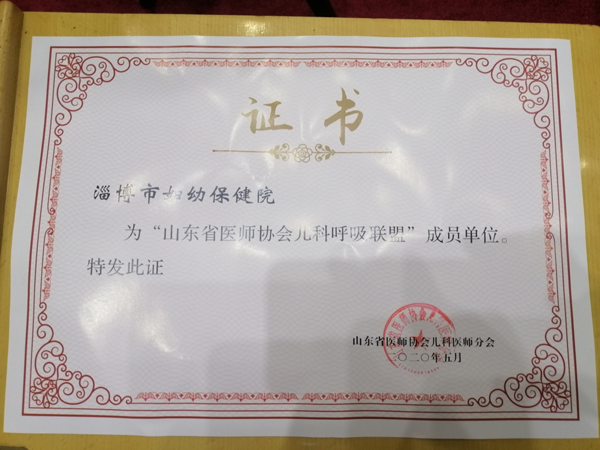 证书
淄博市妇幼保健院
为“山东省医师协会儿科呼吸联盟”成员单位。
特发此证
山东省医师协会儿科医师分会
二〇二〇年五月